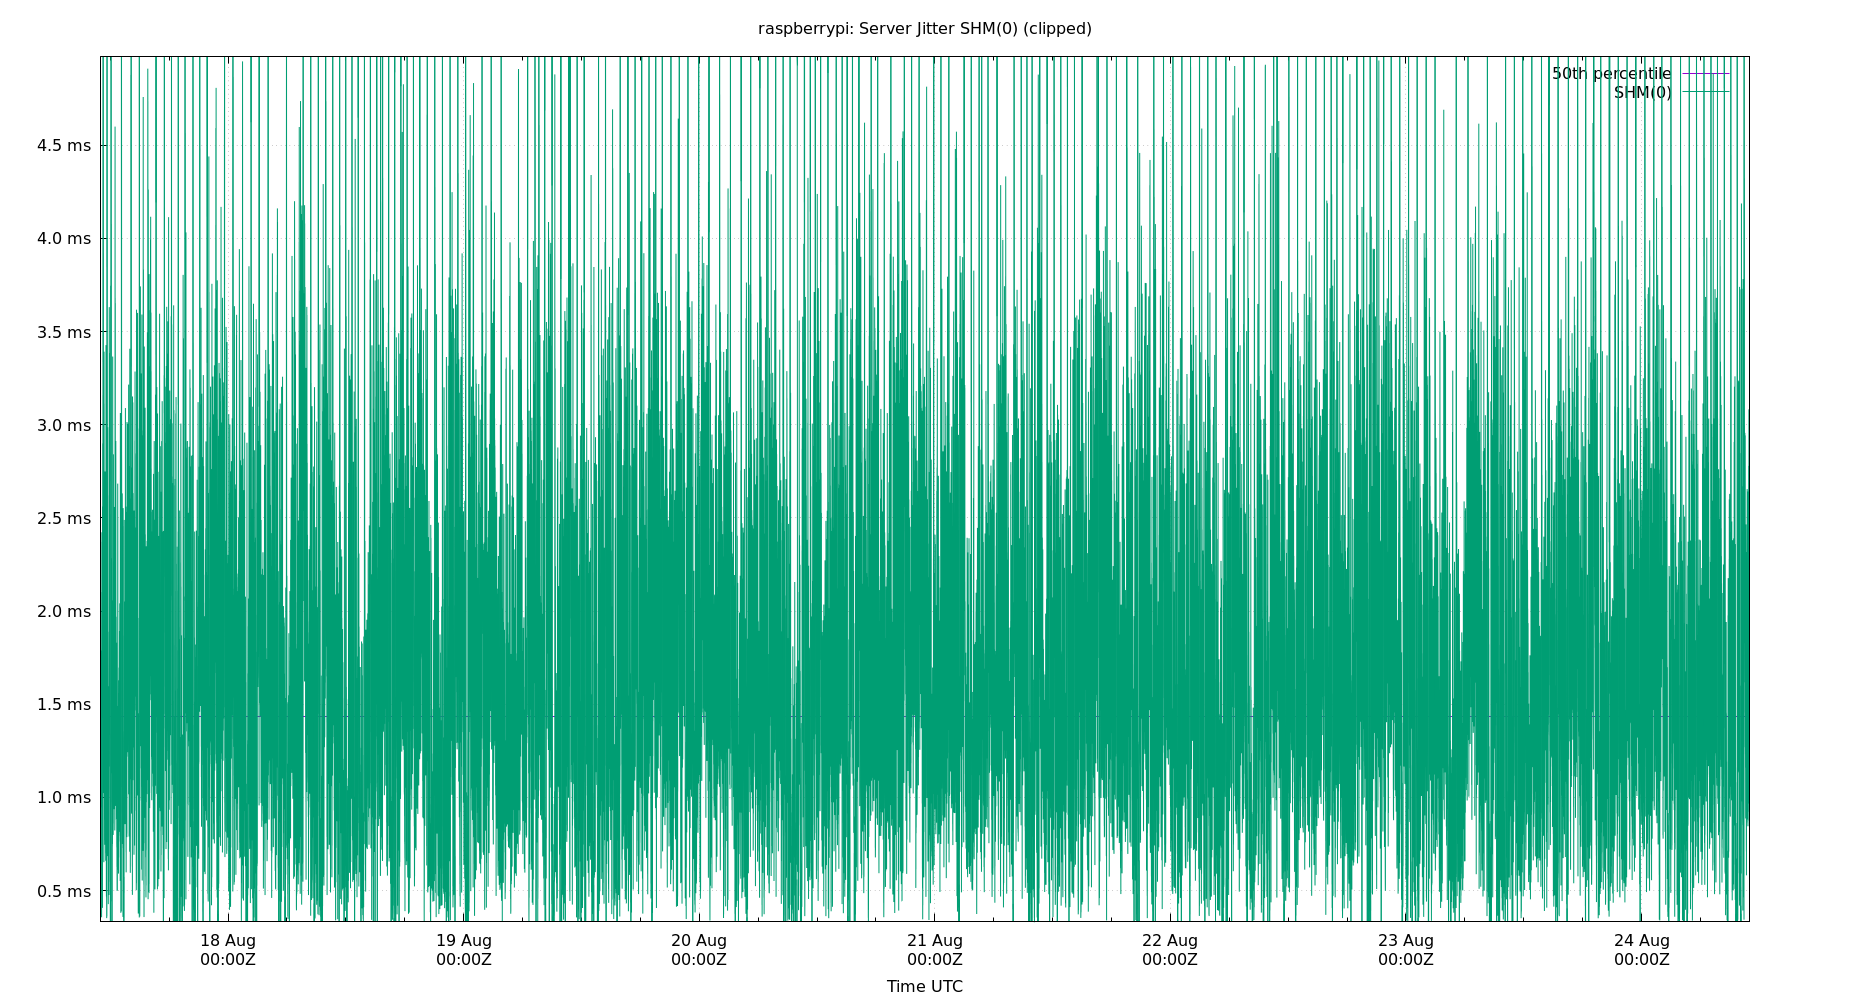 raspberrypi: Server Jitter SHM(0) (clipped)
50th percentile
SHM(0)
4.5 ms
4.0 ms
3.5 ms
3.0 ms
2.5 ms
2.0 ms
1.5 ms
1.0 ms
0.5 ms
18 Aug 19 Aug 20 Aug 21 Aug 22 Aug 23 Aug 24 Aug
00:00Z 00:00Z 00:00Z 00:00Z 00:00Z 00:00Z 00:00Z
Time UTC